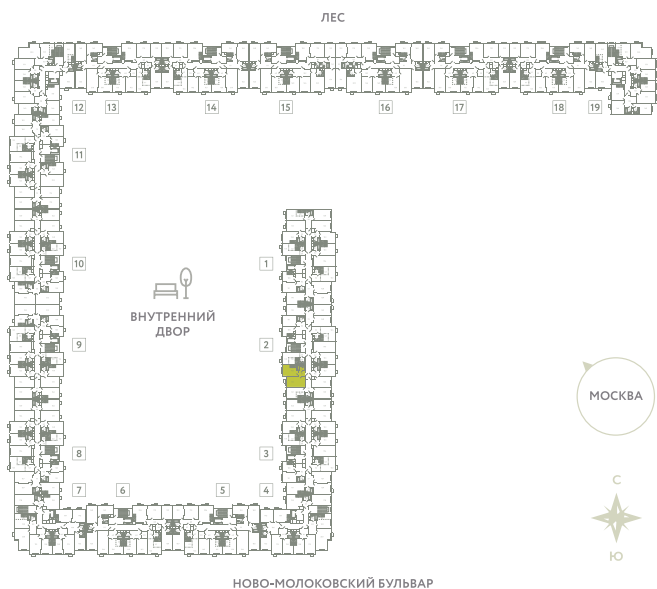 ЛЕС
12 13 14 15 16 17 18 19
11
10 1
ВНУТРЕННИЙ
ДВОР
9 2
МОСКВА
8 3
7 6 5 4
С
Ю
НОВО-МОЛОКОВСКИЙ БУЛЬВАР